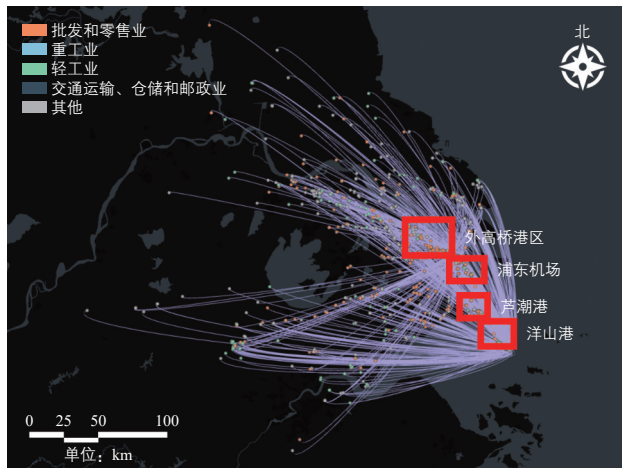 批发和零售业
重工业
轻工业
交通运输、仓储和邮政业
其他
北
外高桥港区
浦东机场
芦潮港
洋山港
0 25 50 100
单位：km